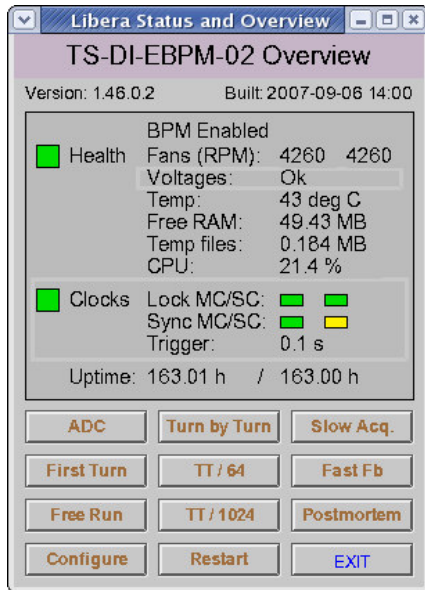 Libera Status and Overview
TS-DI-EBPM-02 Overview
Version: 1.46.0.2 Built: 2007-09-06 14:00
BPM Enabled
Health Fans (RPM): 4260 4260
Voltages: Ok
Temp: 43 deg C
Free RAM: 49.43 MB
Temp files: 0.184 MB
CPU: 21.4 %
Clocks Lock MC/SC:
Sync MC/SC:
Trigger: 0.1 s
Uptime: 163.01 h / 163.00 h
ADC Turn by Turn Slow Acq.
First Turn TT / 64 Fast Fb
Free Run TT / 1024 Postmortem
Configure Restart EXIT